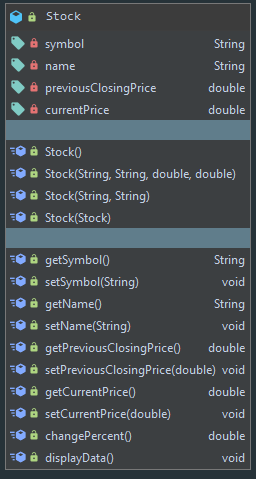 Stock
symbol String
name String
previousClosingPrice double
currentPrice double
Stock()
Stock(String, String, double, double)
Stock(String, String)
Stock(Stock)
getSymbol() String
setSymbol(String) void
getName() String
setName(String) void
getPreviousClosingPrice() double
setPreviousClosingPrice(double) void
getCurrentPrice() double
setCurrentPrice(double) void
changePercent() double
displayData() void